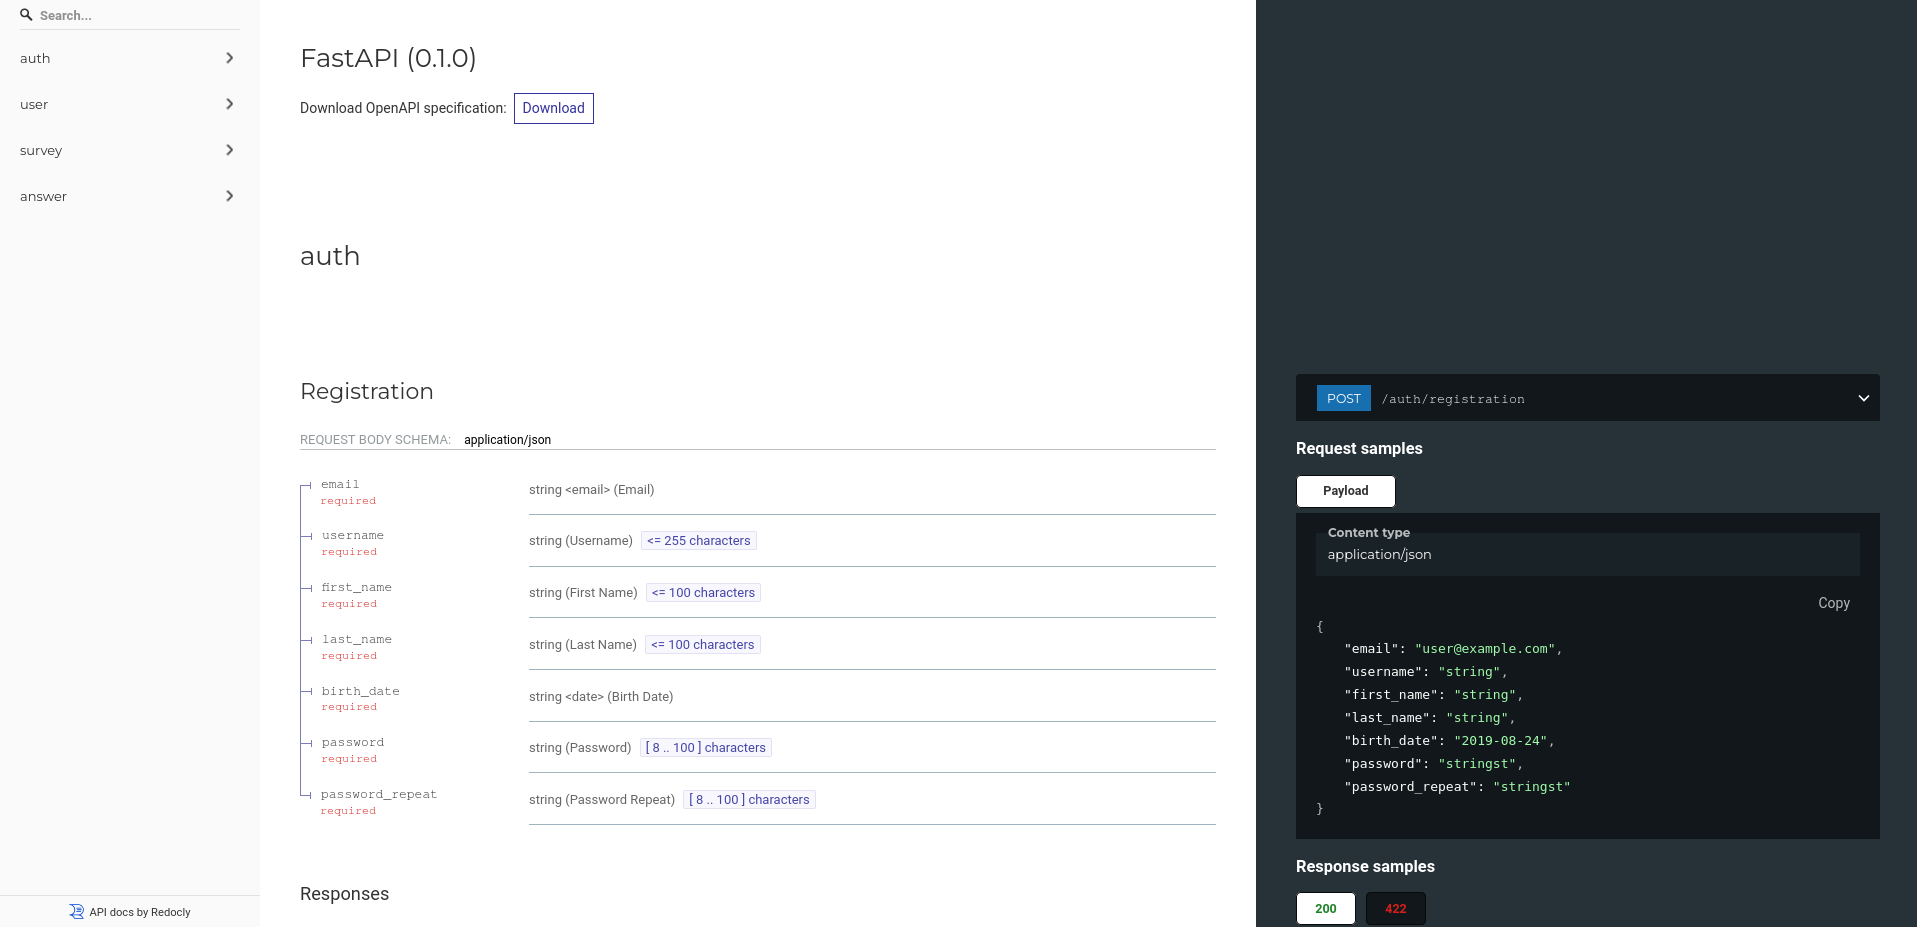 Search...
auth
user
survey
answer
API docs by Redocly
FastAPI (0.1.0)
Download OpenAPI specification: Download
auth
Registration
REQUEST BODY SCHEMA: application/json
email
required
string <email> (Email)
username
required
string (Username) <= 255 characters
first_name
required
string (First Name) <= 100 characters
last_name
required
string (Last Name) <= 100 characters
birth_date
required
string <date> (Birth Date)
password
required
string (Password) [ 8 .. 100 ] characters
password_repeat
required
string (Password Repeat) [ 8 .. 100 ] characters
Responses
POST /auth/registration
Request samples
Payload
Content type
application/json
Copy
{
"email": "user@example.com",
"username": "string",
"first_name": "string",
"last_name": "string",
"birth_date": "2019-08-24",
"password": "stringst",
"password_repeat": "stringst"
}
Response samples
200 422